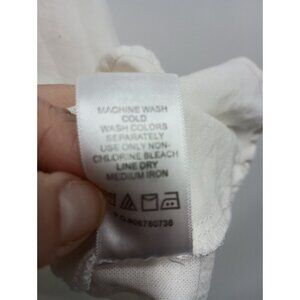 MACHINE WASH
COLD
WASH COLORS
SEPARATELY
USE ONLY NON-
CHLORINE BLEACH
LINE DRY
MEDIUM IRON